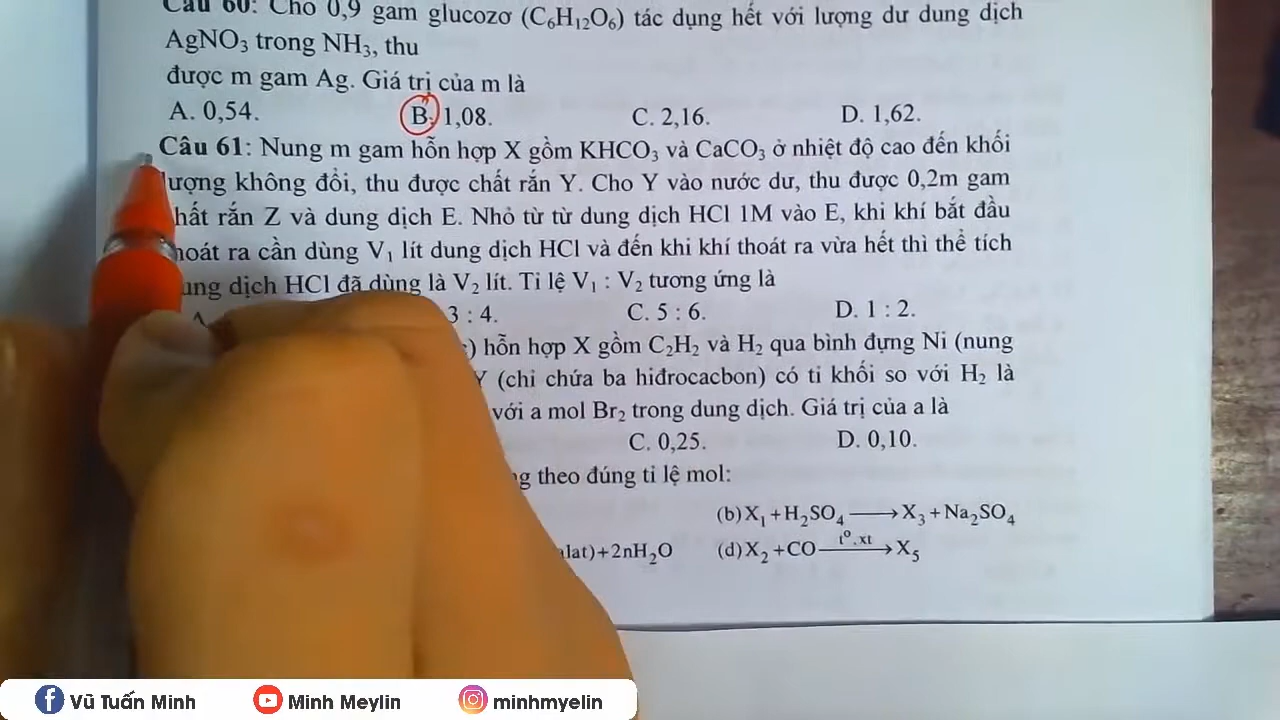 Câu 60: Cho 0,9 gam glucozơ (C₆H₁₂O₆) tác dụng hết với lượng dư dung dịch
AgNO₃ trong NH₃, thu
được m gam Ag. Giá trị của m là
A. 0,54. B. 1,08. C. 2,16. D. 1,62.
Câu 61: Nung m gam hỗn hợp X gồm KHCO₃ và CaCO₃ ở nhiệt độ cao đến khối
lượng không đổi, thu được chất rắn Y. Cho Y vào nước dư, thu được 0,2m gam
hất rắn Z và dung dịch E. Nhỏ từ từ dung dịch HCl 1M vào E, khi khí bắt đầu
hoát ra cần dùng V₁ lít dung dịch HCl và đến khi khí thoát ra vừa hết thì thể tích
ung dịch HCl đã dùng là V₂ lít. Tỉ lệ V₁ : V₂ tương ứng là
3 : 4. C. 5 : 6. D. 1 : 2.
) hỗn hợp X gồm C₂H₂ và H₂ qua bình đựng Ni (nung
Y (chỉ chứa ba hiđrocacbon) có tỉ khối so với H₂ là
với a mol Br₂ trong dung dịch. Giá trị của a là
C. 0,25. D. 0,10.
theo đúng tỉ lệ mol:
(b) X₁ + H₂SO₄ ⟶ X₃ + Na₂SO₄
lat) + 2nH₂O (d) X₂ + CO —t°, xt→ X₅
Vũ Tuấn Minh Minh Meylin minhmyelin